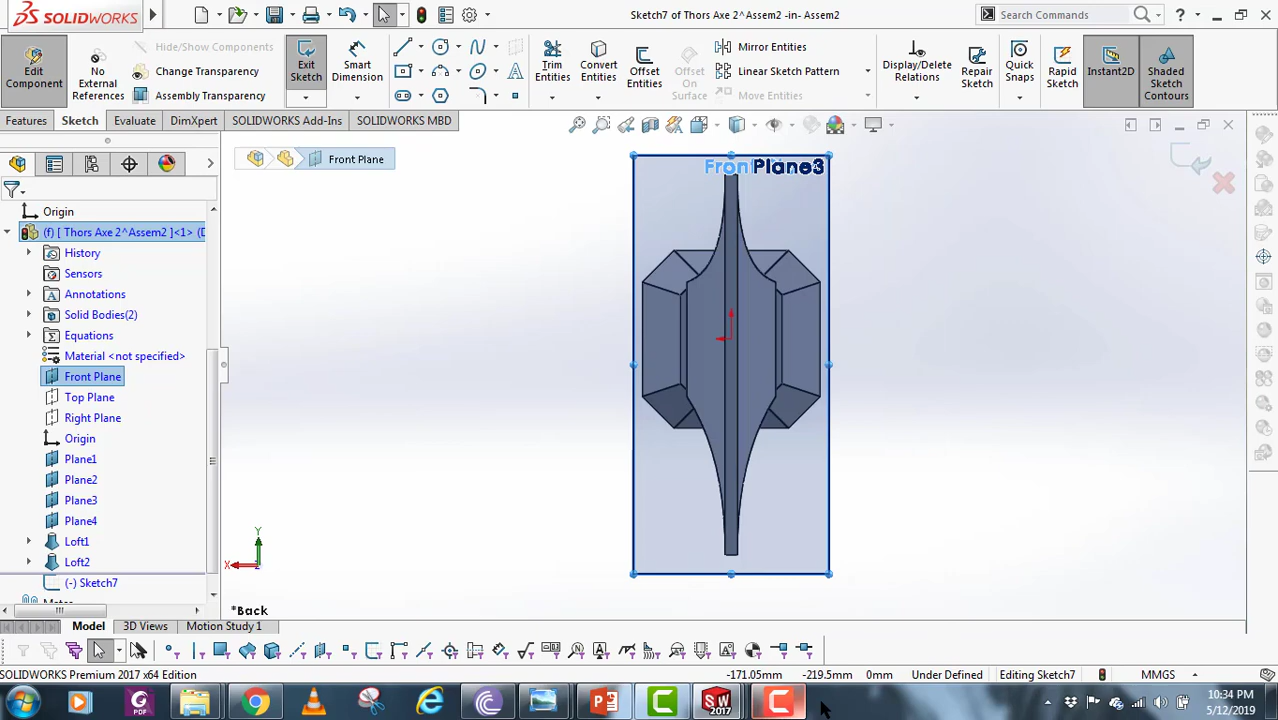 SOLIDWORKS
Sketch7 of Thors Axe 2^Assem2 -in- Assem2
Search Commands
?
Edit Component
No External References
Hide/Show Components
Change Transparency
Assembly Transparency
Exit Sketch
Smart Dimension
Trim Entities
Convert Entities
Offset Entities
Offset On Surface
Mirror Entities
Linear Sketch Pattern
Move Entities
Display/Delete Relations
Repair Sketch
Quick Snaps
Rapid Sketch
Instant2D
Shaded Sketch Contours
Features
Sketch
Evaluate
DimXpert
SOLIDWORKS Add-Ins
SOLIDWORKS MBD
Front Plane
Origin
(f) [ Thors Axe 2^Assem2 ]<1> (D
History
Sensors
Annotations
Solid Bodies(2)
Equations
Material <not specified>
Front Plane
Top Plane
Right Plane
Origin
Plane1
Plane2
Plane3
Plane4
Loft1
Loft2
(-) Sketch7
Plane3
Y
X
*Back
Model
3D Views
Motion Study 1
SOLIDWORKS Premium 2017 x64 Edition
-171.05mm
-219.5mm
0mm
Under Defined
Editing Sketch7
MMGS
SW
2017
10:34 PM
5/12/2019